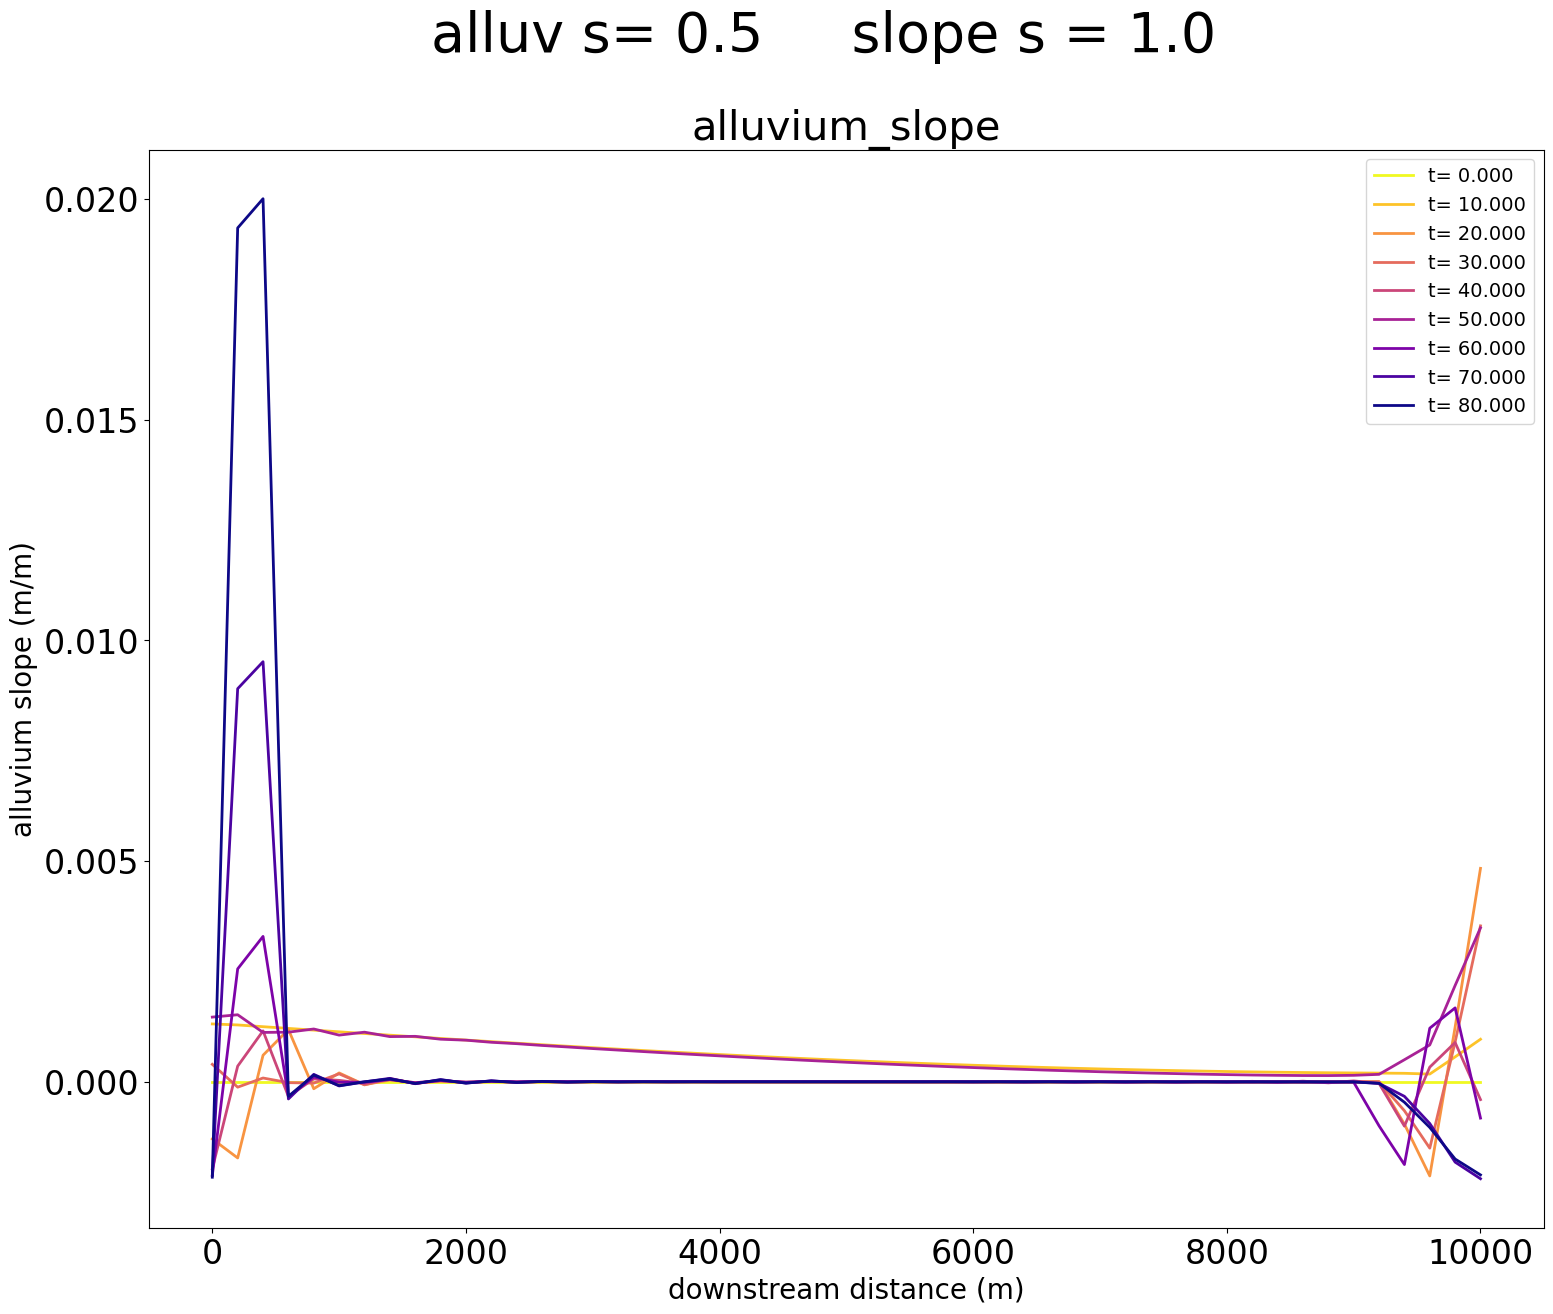 alluv s= 0.5     slope s = 1.0
alluvium_slope
0.020
0.015
0.010
0.005
0.000
alluvium slope (m/m)
t= 0.000
t= 10.000
t= 20.000
t= 30.000
t= 40.000
t= 50.000
t= 60.000
t= 70.000
t= 80.000
0 2000 4000 6000 8000 10000
downstream distance (m)